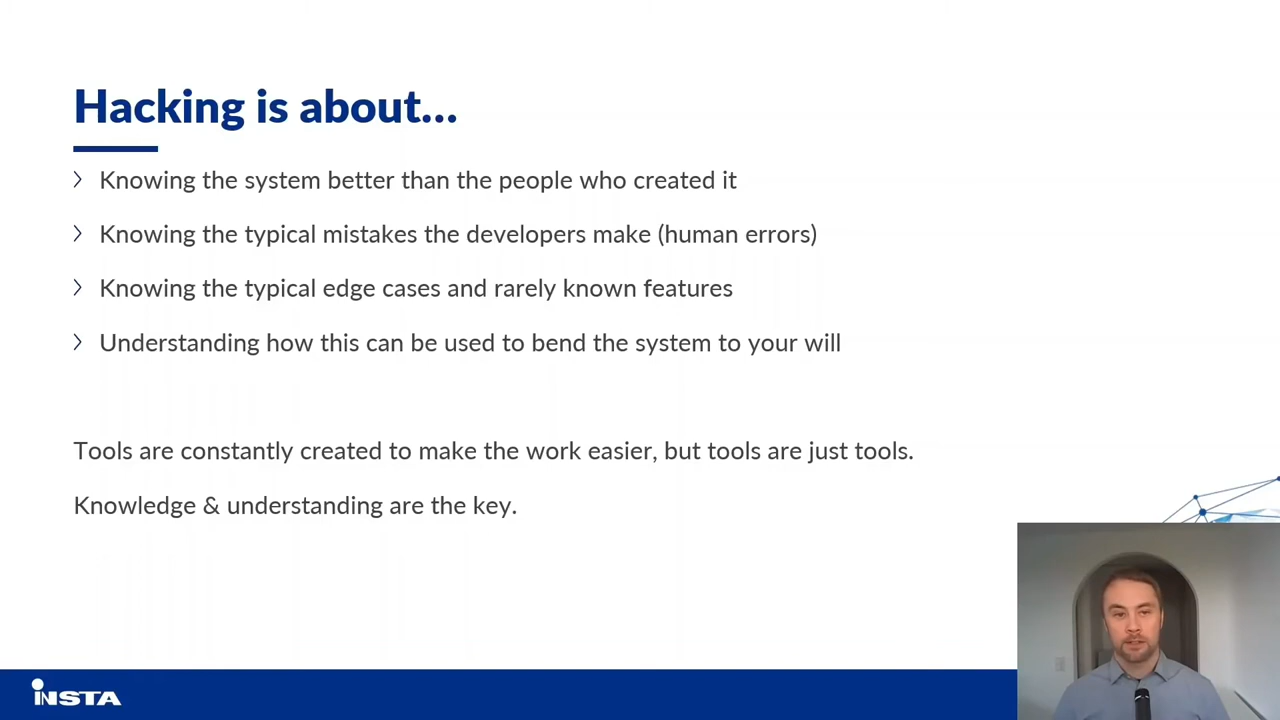 Hacking is about...
Knowing the system better than the people who created it
Knowing the typical mistakes the developers make (human errors)
Knowing the typical edge cases and rarely known features
Understanding how this can be used to bend the system to your will
Tools are constantly created to make the work easier, but tools are just tools.
Knowledge & understanding are the key.
INSTA